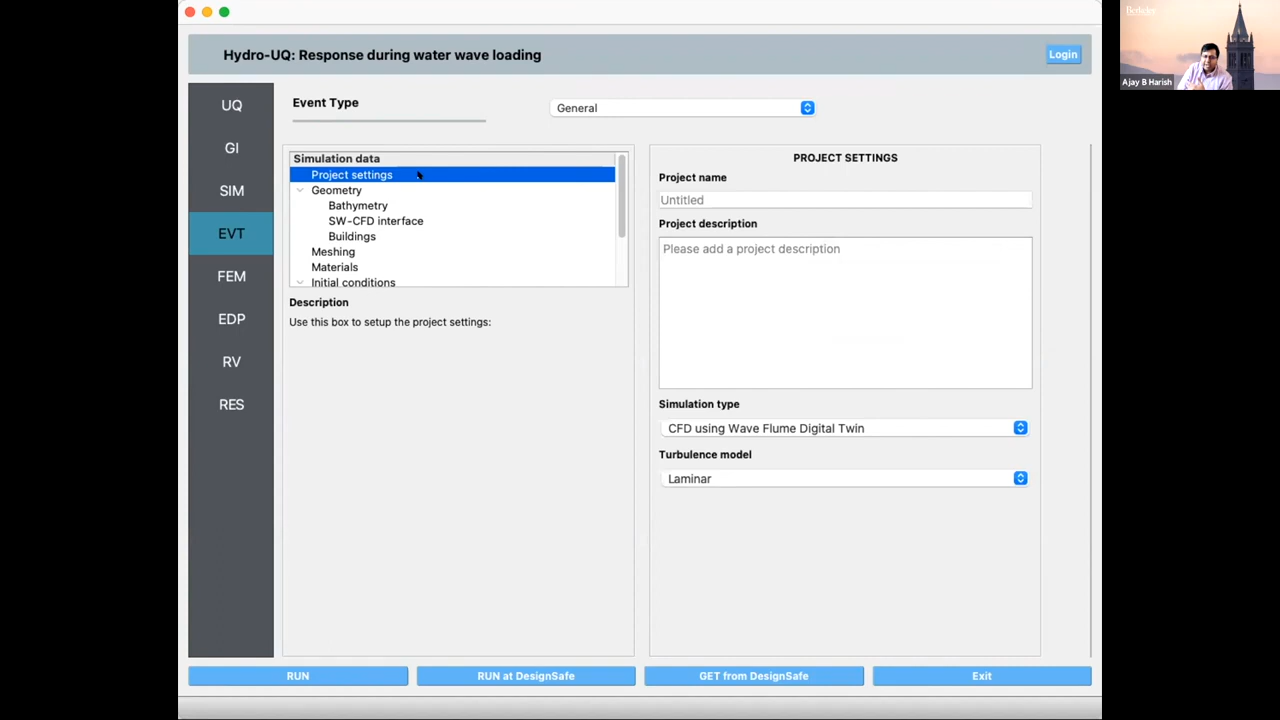 Hydro-UQ: Response during water wave loading
Login
Berkeley
Ajay B Harish
UQ
GI
SIM
EVT
FEM
EDP
RV
RES
Event Type
General
Simulation data
Project settings
Geometry
Bathymetry
SW-CFD interface
Buildings
Meshing
Materials
Initial conditions
Description
Use this box to setup the project settings:
PROJECT SETTINGS
Project name
Untitled
Project description
Please add a project description
Simulation type
CFD using Wave Flume Digital Twin
Turbulence model
Laminar
RUN
RUN at DesignSafe
GET from DesignSafe
Exit